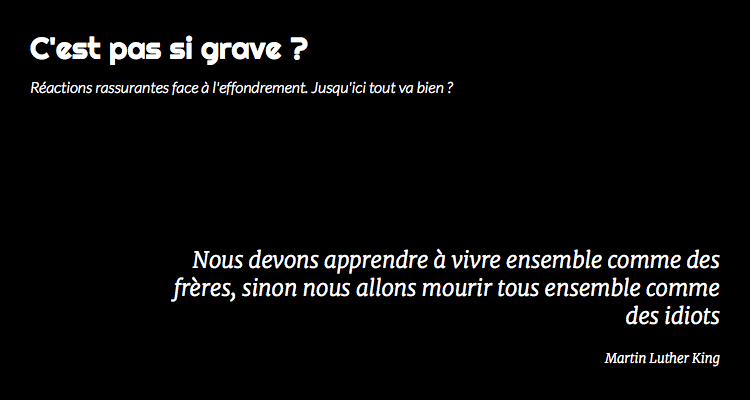 C'est pas si grave ?
Réactions rassurantes face à l'effondrement. Jusqu'ici tout va bien ?
Nous devons apprendre à vivre ensemble comme des
frères, sinon nous allons mourir tous ensemble comme
des idiots
Martin Luther King